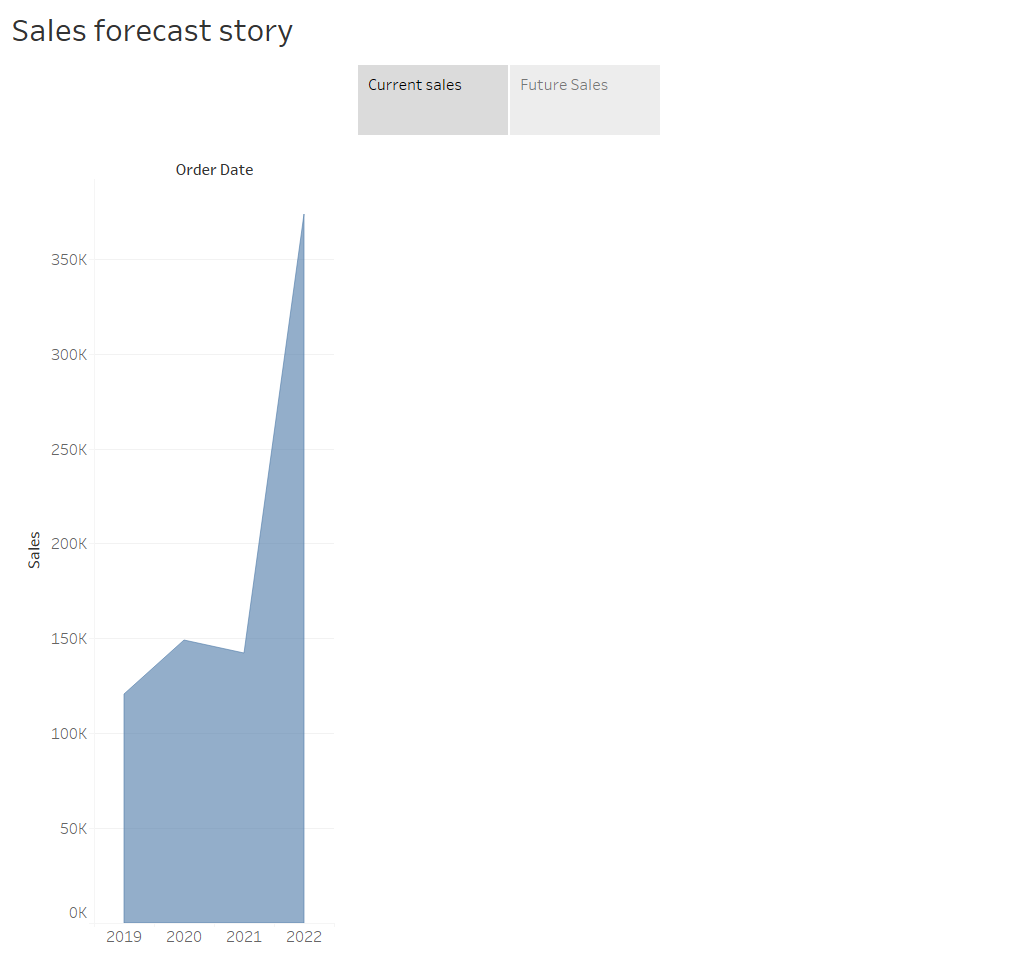 Sales forecast story
Current sales
Future Sales
Order Date
350K
300K
250K
200K
150K
100K
50K
0K
Sales
2019 2020 2021 2022